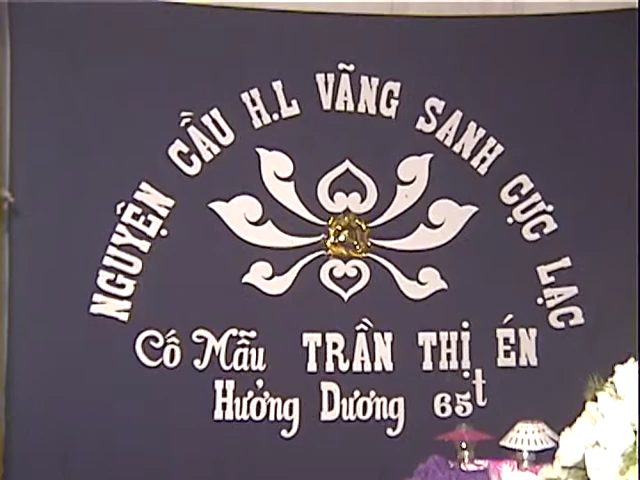 NGUYỆN CẦU H.L VÃNG SANH CỰC LẠC
Cố Mẫu TRẦN THỊ ÉN
Hưởng Dương 65t